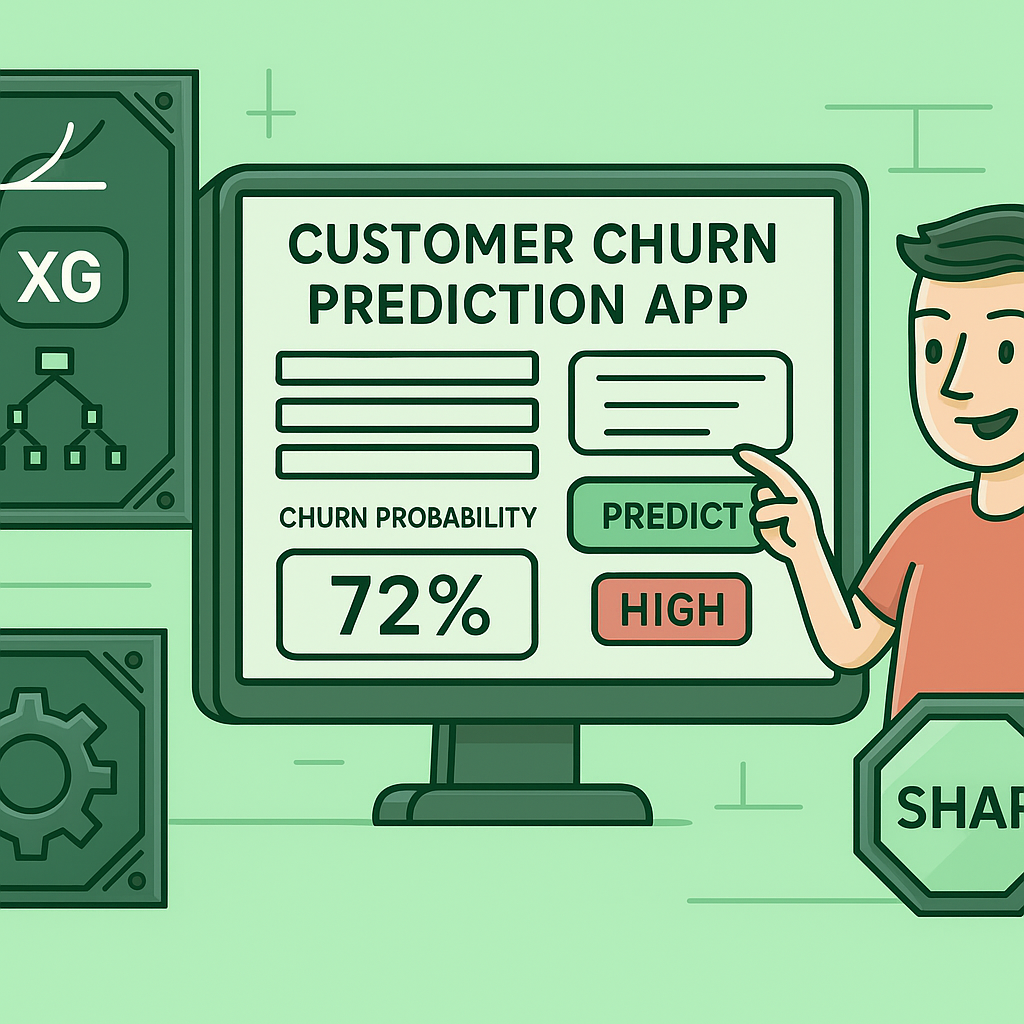 XG
CUSTOMER CHURN
PREDICTION APP
CHURN PROBABILITY
72%
PREDICT
HIGH
SHAP